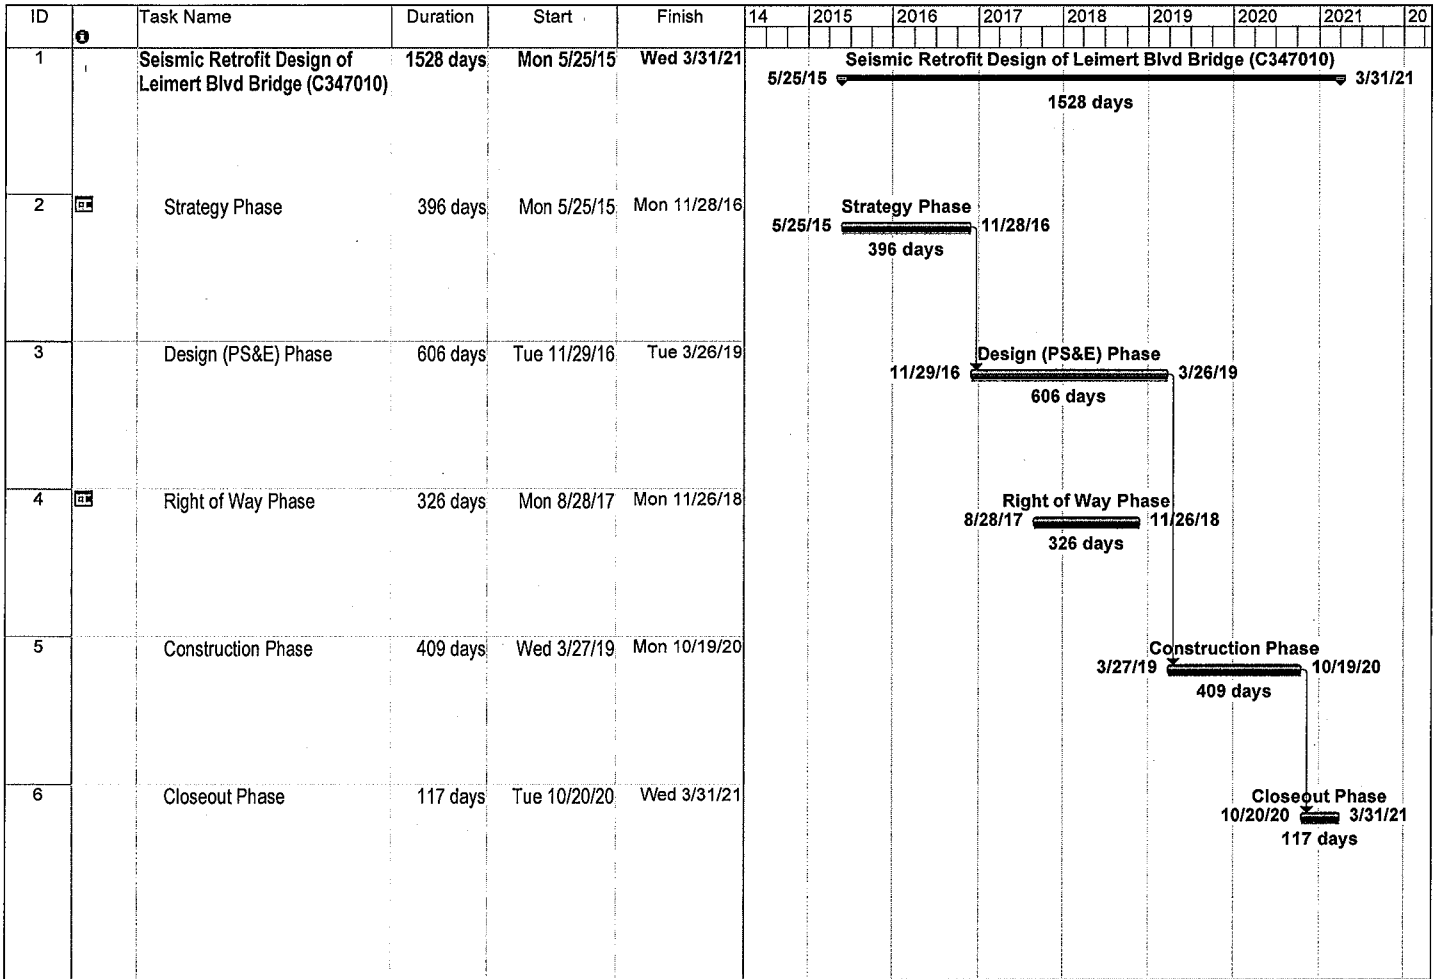 ID Task Name Duration Start Finish 14 2015 2016 2017 2018 2019 2020 2021 20
1 Seismic Retrofit Design of 1528 days Mon 5/25/15 Wed 3/31/21 Seismic Retrofit Design of Leimert Blvd Bridge (C347010)
Leimert Blvd Bridge (C347010) 5/25/15 3/31/21
1528 days
2 Strategy Phase 396 days Mon 5/25/15 Mon 11/28/16 Strategy Phase
5/25/15 11/28/16
396 days
3 Design (PS&E) Phase 606 days Tue 11/29/16 Tue 3/26/19 Design (PS&E) Phase
11/29/16 3/26/19
606 days
4 Right of Way Phase 326 days Mon 8/28/17 Mon 11/26/18 Right of Way Phase
8/28/17 11/26/18
326 days
5 Construction Phase 409 days Wed 3/27/19 Mon 10/19/20 Construction Phase
3/27/19 10/19/20
409 days
6 Closeout Phase 117 days Tue 10/20/20 Wed 3/31/21 Closeout Phase
10/20/20 3/31/21
117 days